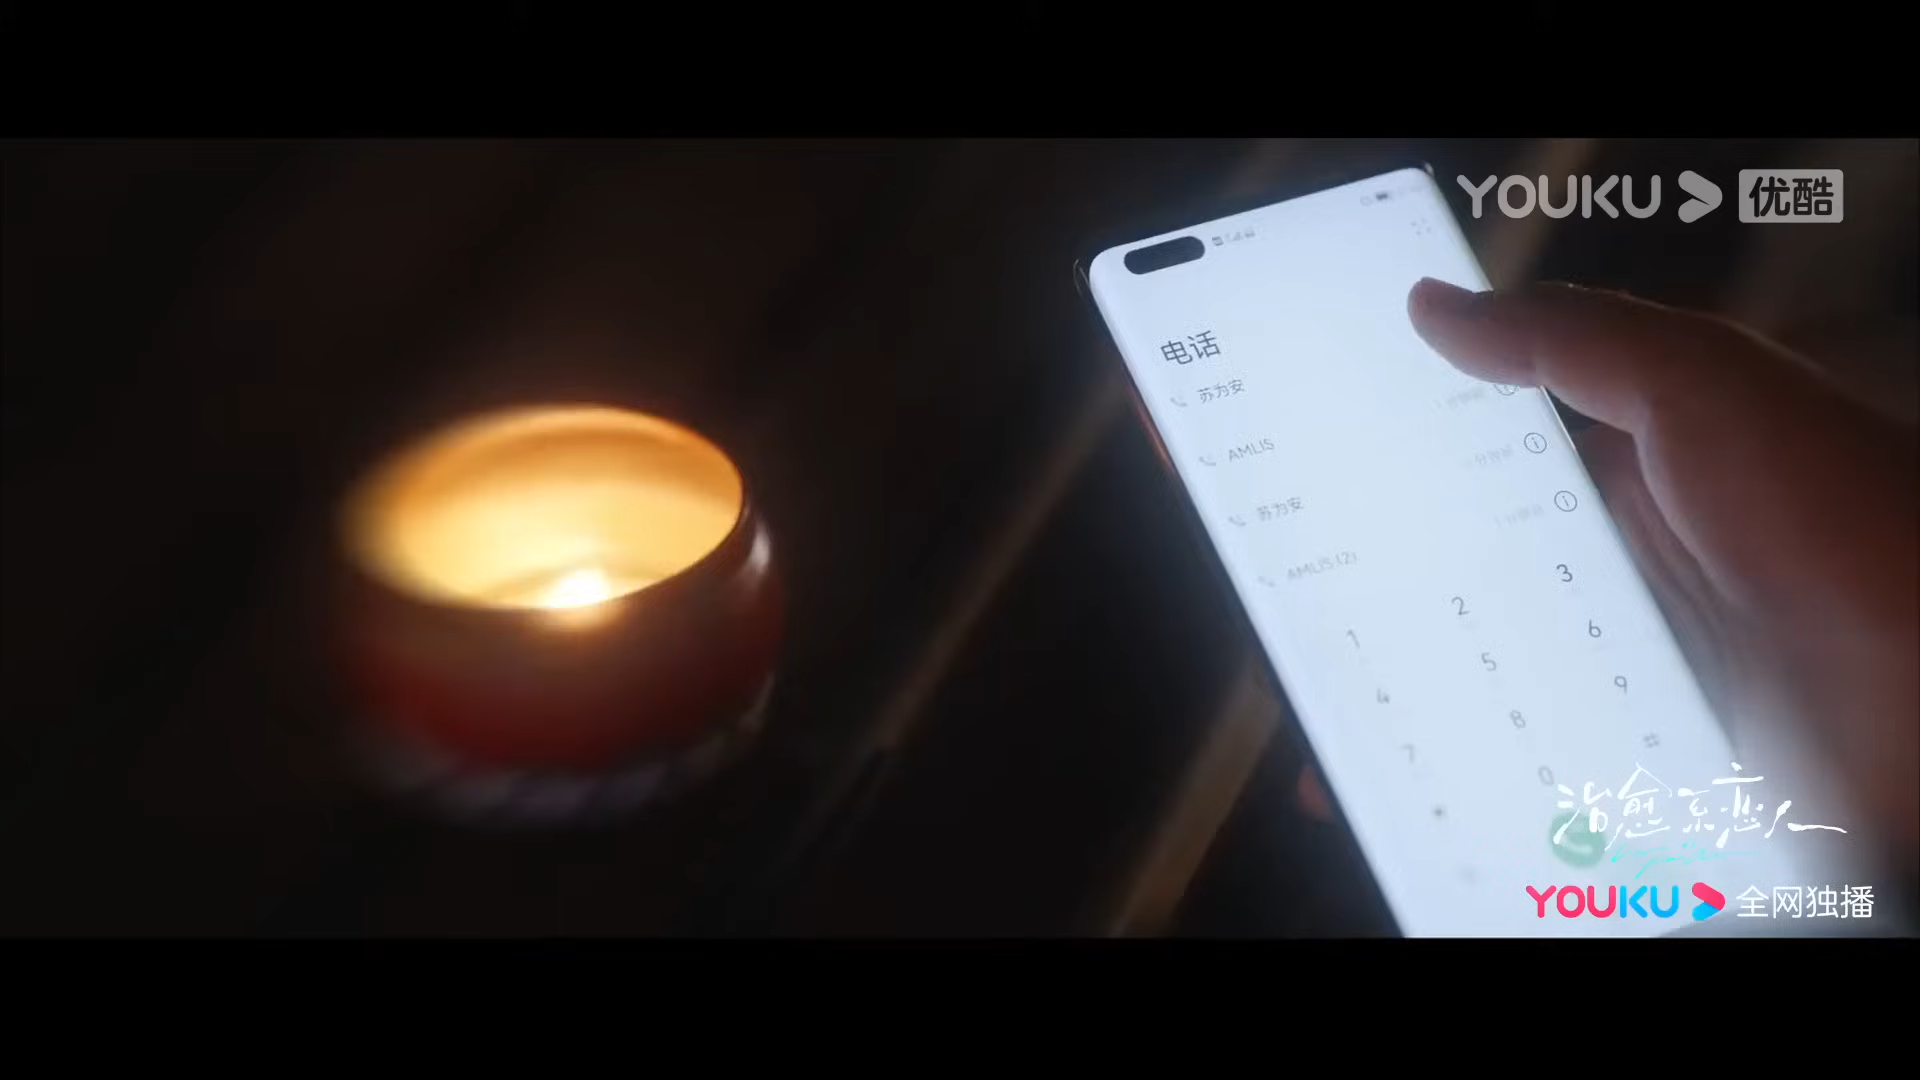 YOUKU 优酷
电话
苏为安
AMLIS
苏为安
AMLIS (2)
1 2 3
4 5 6
7 8 9
* 0 #
治愈系恋人
YOUKU 全网独播